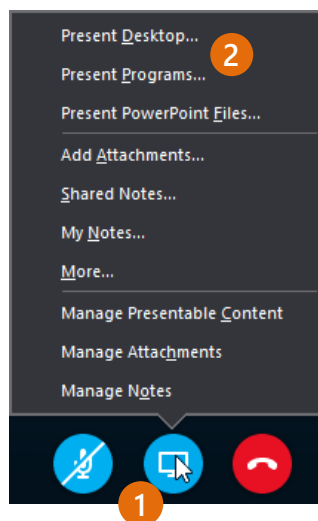 Present Desktop...
2
Present Programs...
Present PowerPoint Files...
Add Attachments...
Shared Notes...
My Notes...
More...
Manage Presentable Content
Manage Attachments
Manage Notes
1